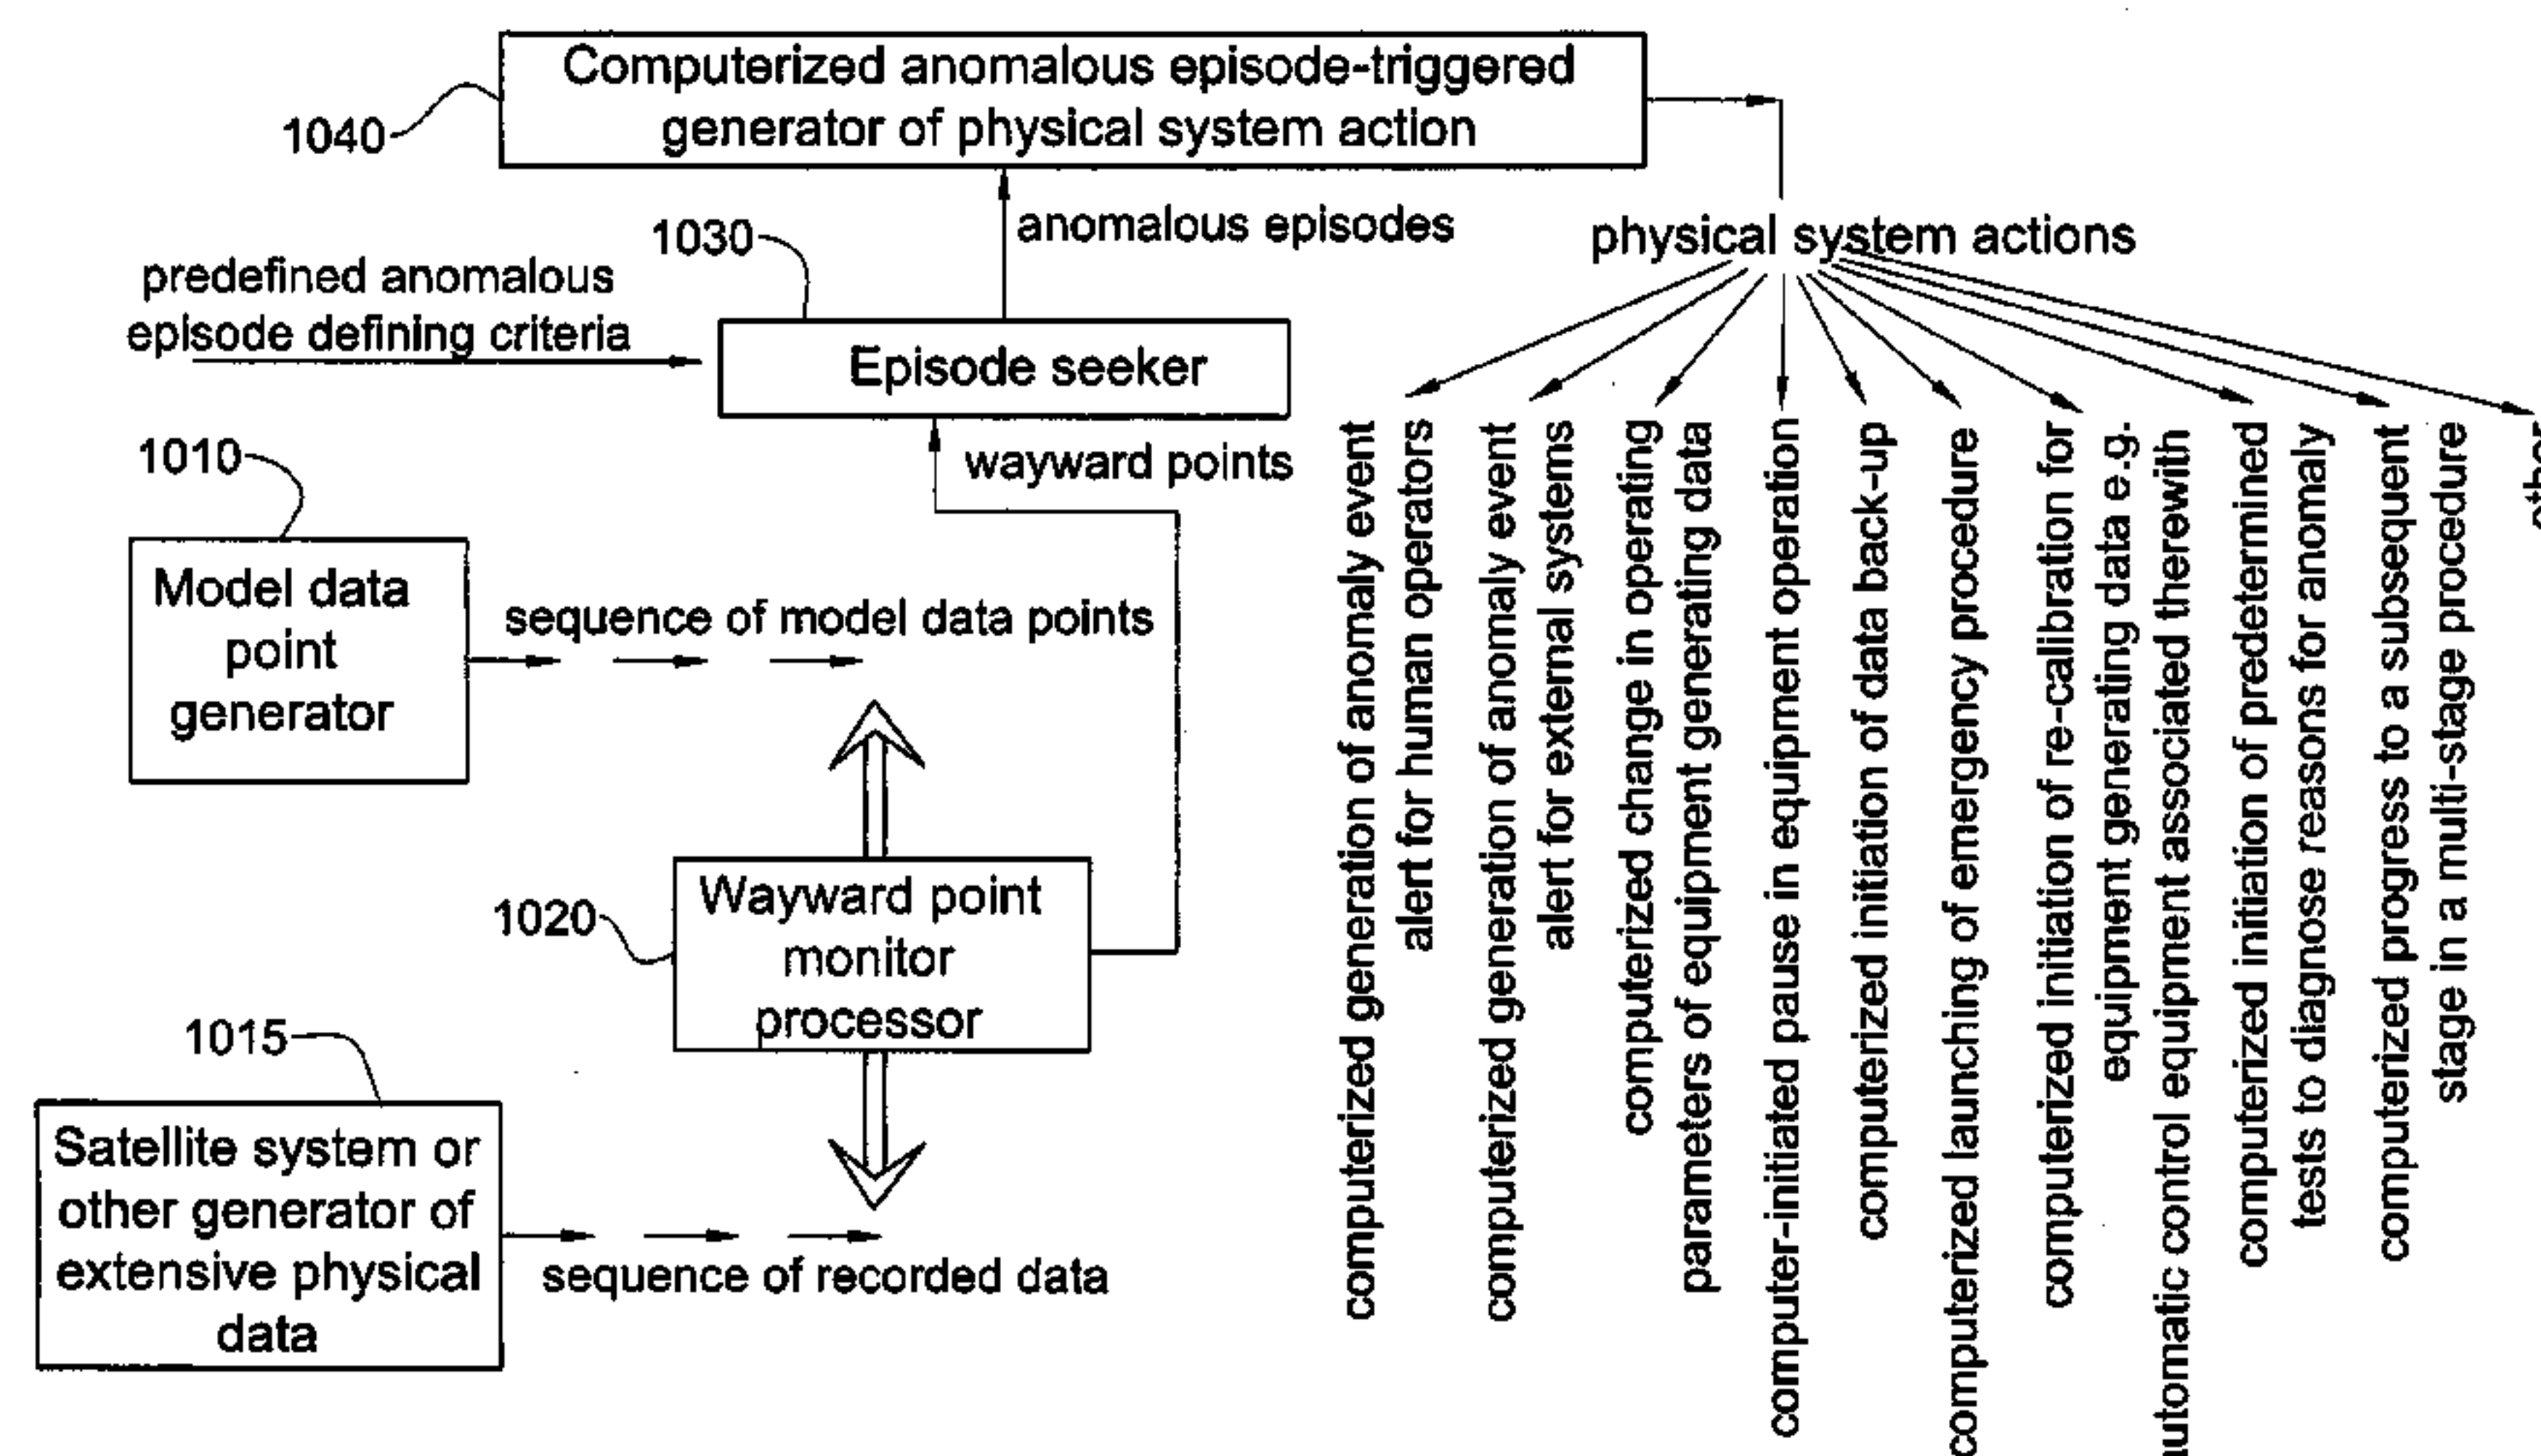 Computerized anomalous episode-triggered
generator of physical system action
1040
1030
anomalous episodes
physical system actions
predefined anomalous
episode defining criteria
Episode seeker
1010
wayward points
Model data
point
generator
sequence of model data points
1020
Wayward point
monitor
processor
1015
Satellite system or
other generator of
extensive physical
data
sequence of recorded data
computerized generation of anomaly event
alert for human operators
computerized generation of anomaly event
alert for external systems
computerized change in operating
parameters of equipment generating data
computer-initiated pause in equipment operation
computerized initiation of data back-up
computerized launching of emergency procedure
computerized initiation of re-calibration for
equipment generating data e.g.
automatic control equipment associated therewith
computerized initiation of predetermined
tests to diagnose reasons for anomaly
computerized progress to a subsequent
stage in a multi-stage procedure